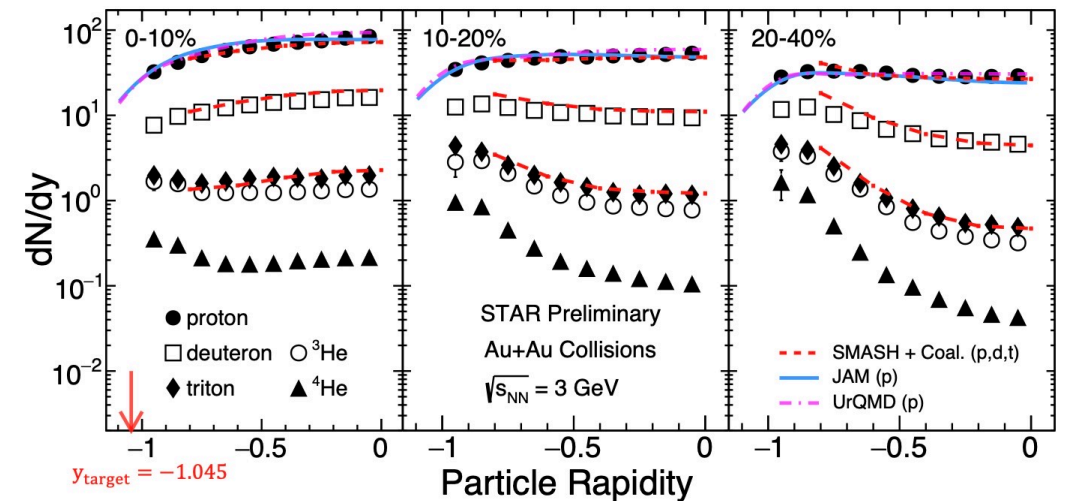 0-10%
10-20%
20-40%
10²
10¹
10⁰
10⁻¹
10⁻²
dN/dy
proton
deuteron
³He
triton
⁴He
STAR Preliminary
Au+Au Collisions
√sNN = 3 GeV
SMASH + Coal. (p,d,t)
JAM (p)
UrQMD (p)
−1 −0.5 0
−1 −0.5 0
−1 −0.5 0
ytarget = −1.045
Particle Rapidity